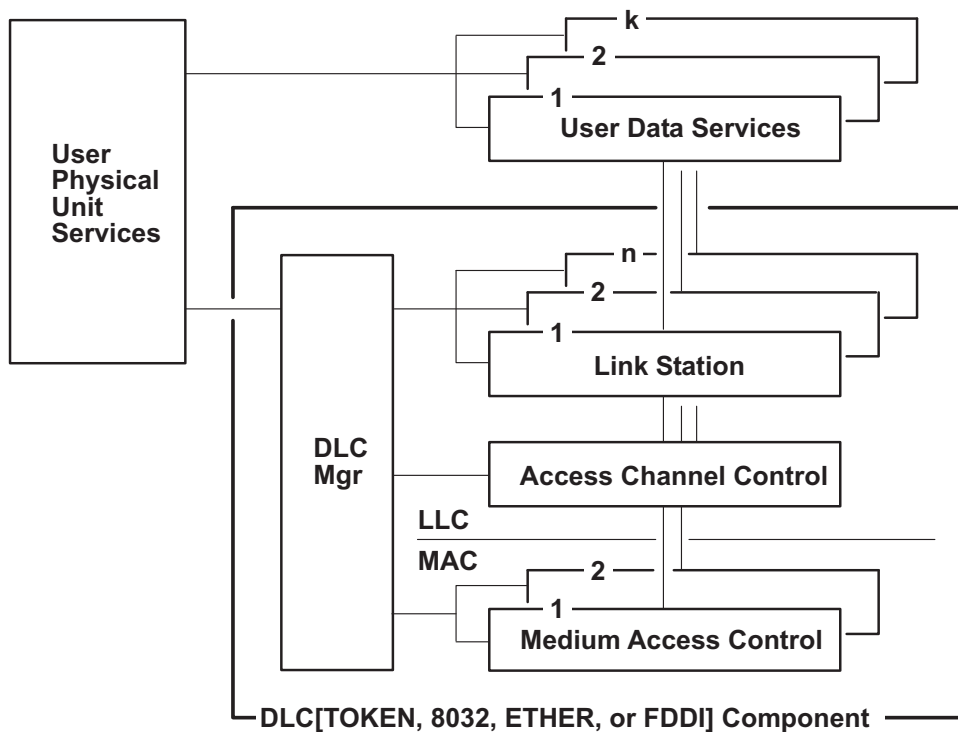 k
2
1
User Data Services
User
Physical
Unit
Services
n
2
1
Link Station
DLC
Mgr
Access Channel Control
LLC
MAC
2
1
Medium Access Control
DLC[TOKEN, 8032, ETHER, or FDDI] Component